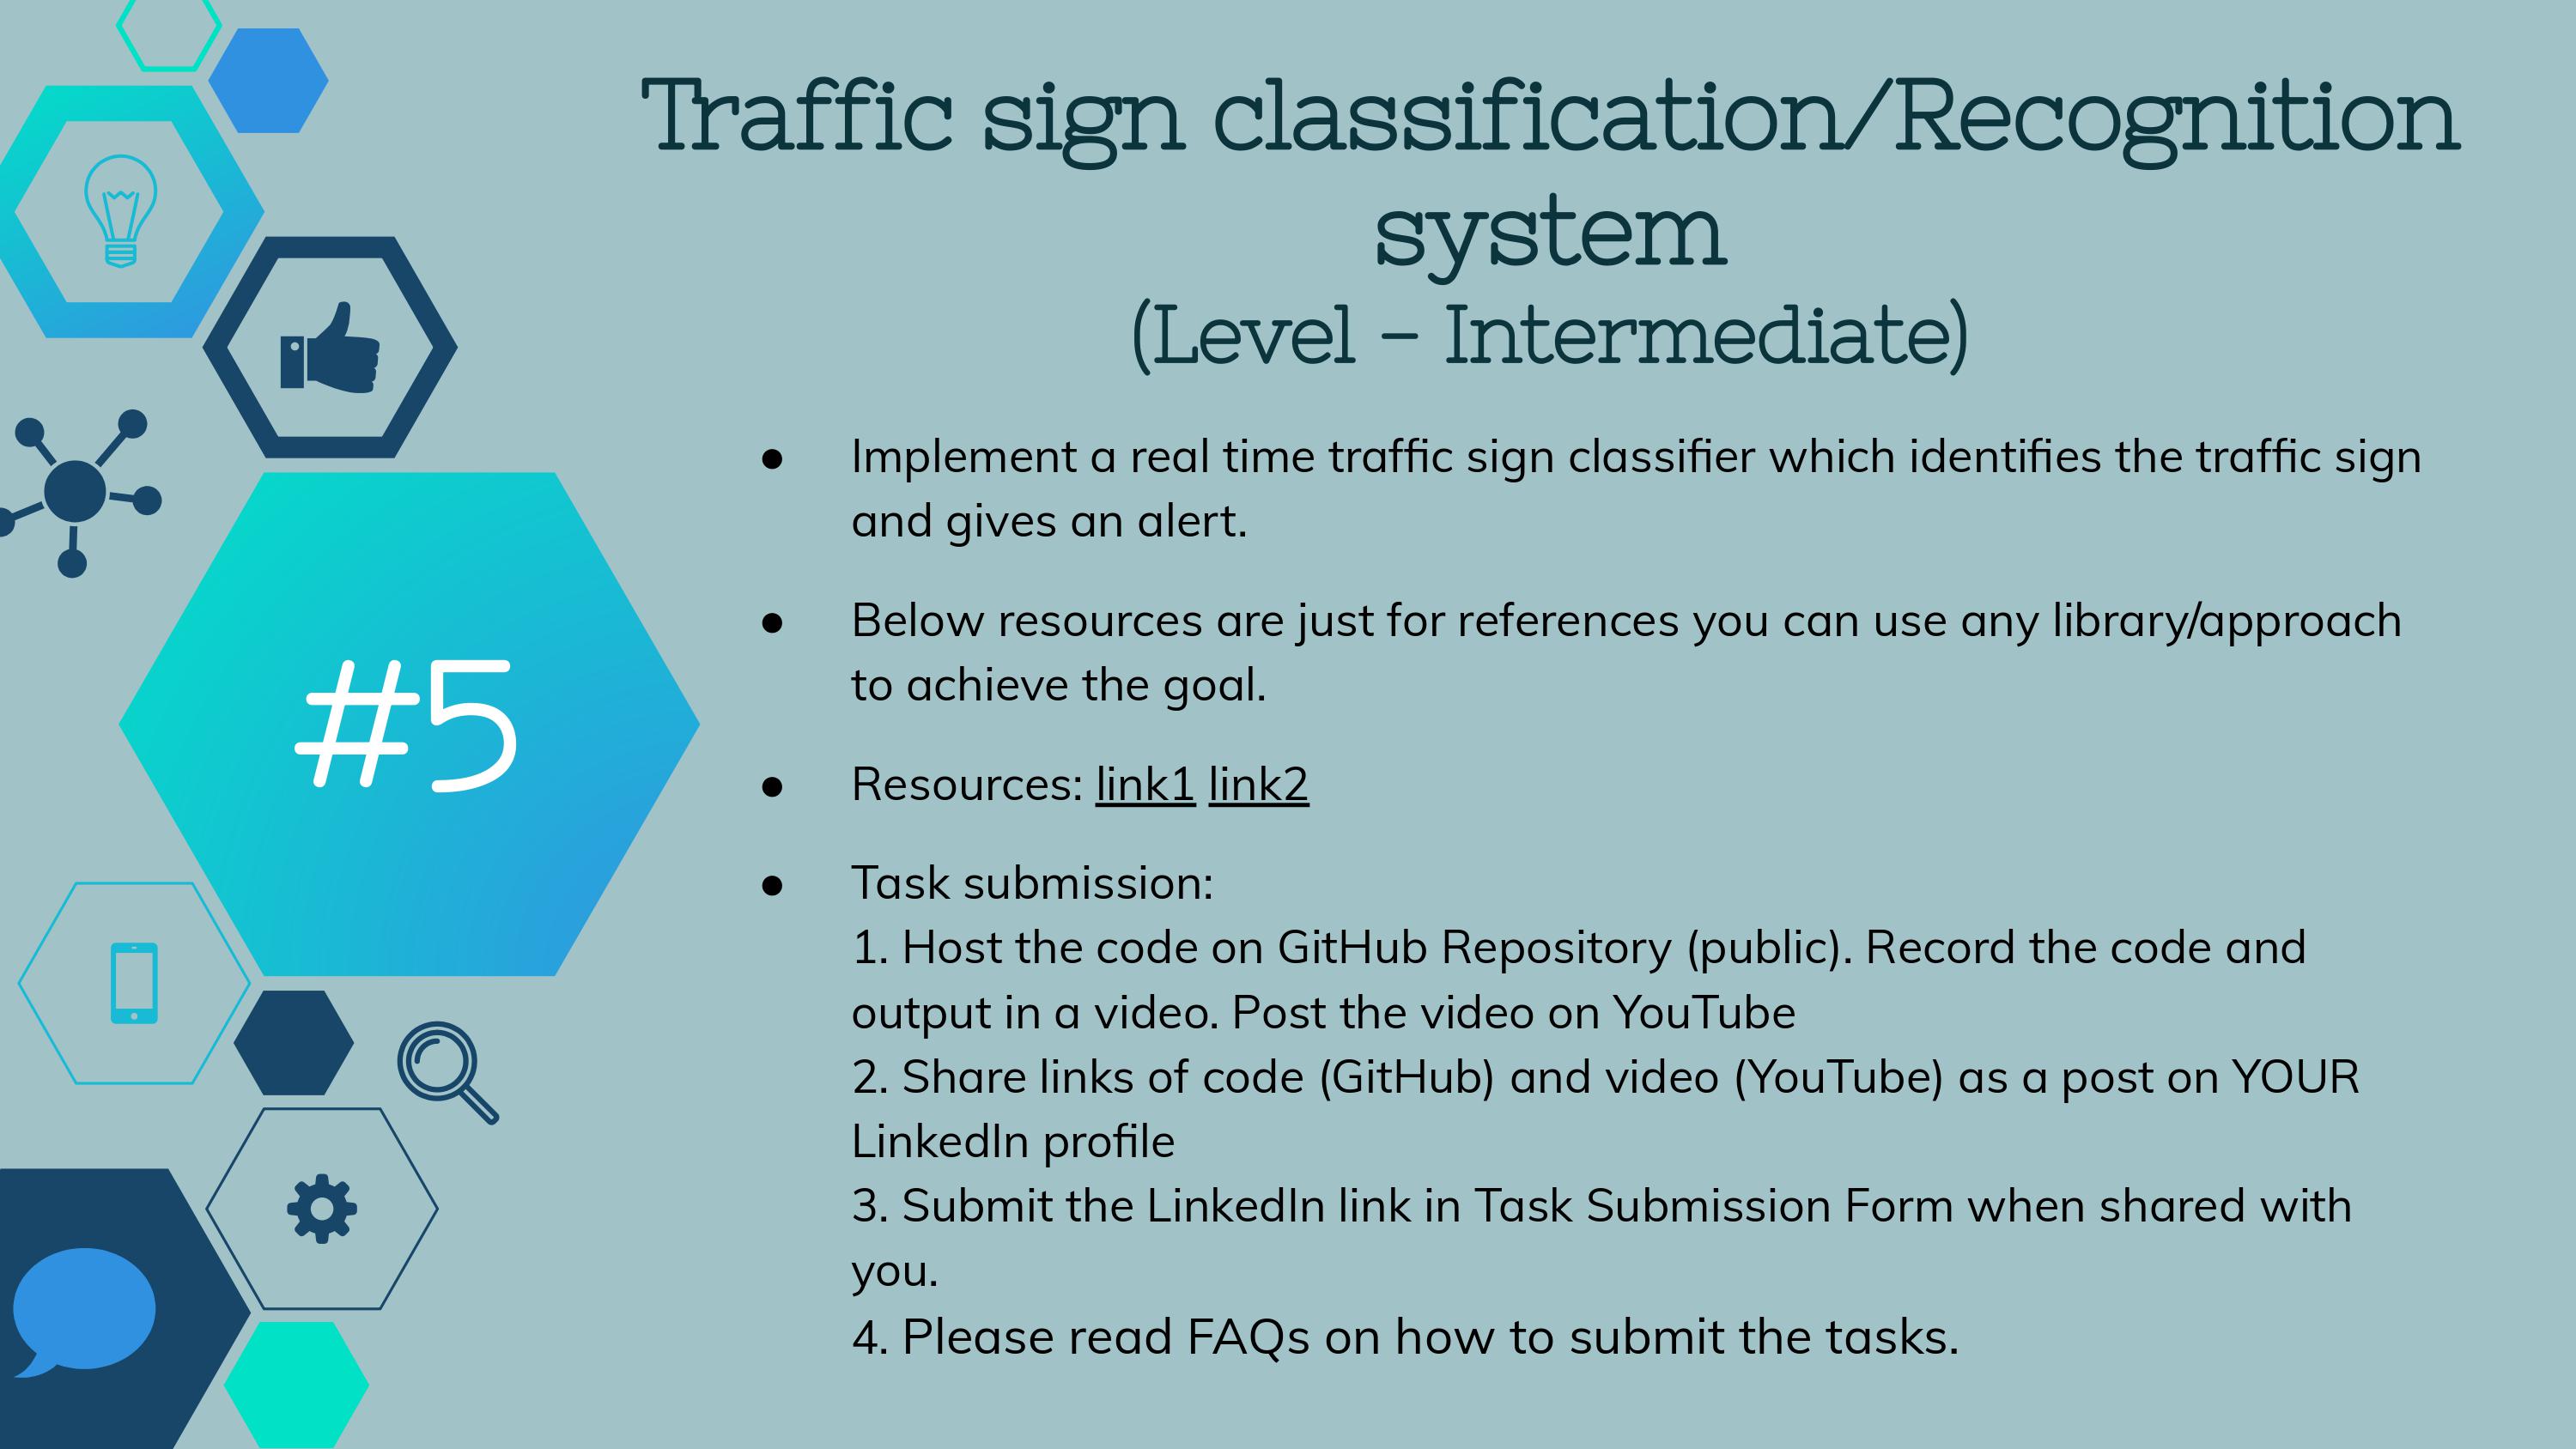 Traffic sign classification/Recognition
system
(Level - Intermediate)
● Implement a real time traffic sign classifier which identifies the traffic sign
and gives an alert.
● Below resources are just for references you can use any library/approach
to achieve the goal.
#5
● Resources: link1 link2
● Task submission:
1. Host the code on GitHub Repository (public). Record the code and
output in a video. Post the video on YouTube
2. Share links of code (GitHub) and video (YouTube) as a post on YOUR
LinkedIn profile
3. Submit the LinkedIn link in Task Submission Form when shared with
you.
4. Please read FAQs on how to submit the tasks.